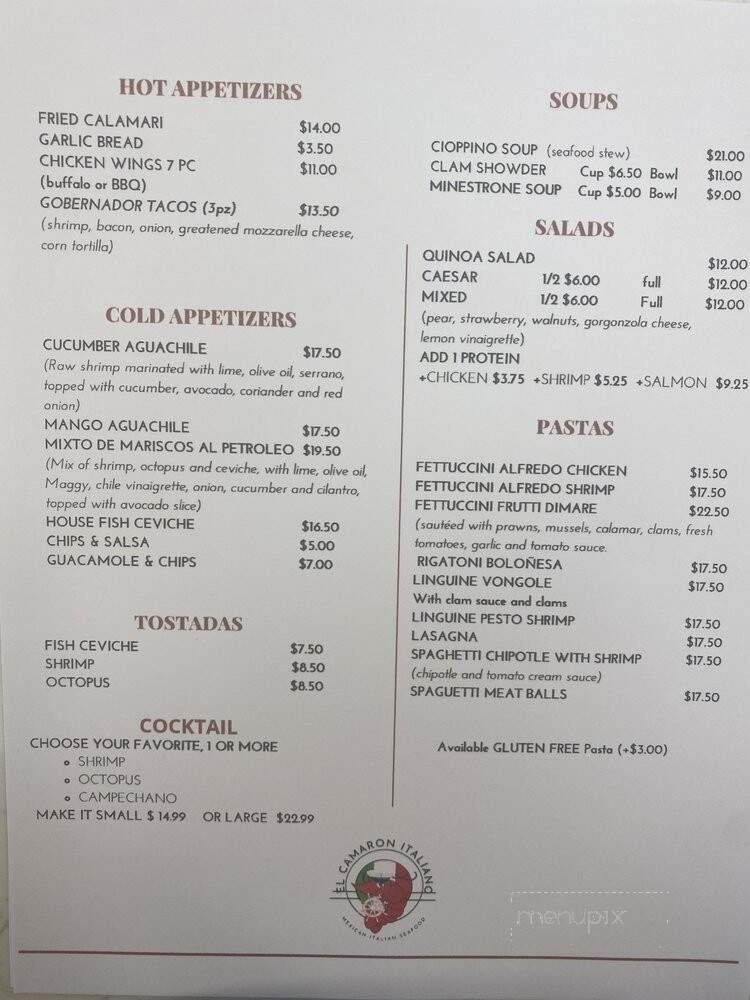 HOT APPETIZERS
FRIED CALAMARI $14.00
GARLIC BREAD $3.50
CHICKEN WINGS 7 PC $11.00
(buffalo or BBQ)
GOBERNADOR TACOS (3pz) $13.50
(shrimp, bacon, onion, greatened mozzarella cheese,
corn tortilla)
COLD APPETIZERS
CUCUMBER AGUACHILE $17.50
(Raw shrimp marinated with lime, olive oil, serrano,
topped with cucumber, avocado, coriander and red
onion)
MANGO AGUACHILE $17.50
MIXTO DE MARISCOS AL PETROLEO $19.50
(Mix of shrimp, octopus and ceviche, with lime, olive oil,
Maggy, chile vinaigrette, onion, cucumber and cilantro,
topped with avocado slice)
HOUSE FISH CEVICHE $16.50
CHIPS & SALSA $5.00
GUACAMOLE & CHIPS $7.00
TOSTADAS
FISH CEVICHE $7.50
SHRIMP $8.50
OCTOPUS $8.50
COCKTAIL
CHOOSE YOUR FAVORITE, 1 OR MORE
• SHRIMP
• OCTOPUS
• CAMPECHANO
MAKE IT SMALL $ 14.99 OR LARGE $22.99
SOUPS
CIOPPINO SOUP (seafood stew) $21.00
CLAM SHOWDER Cup $6.50 Bowl $11.00
MINESTRONE SOUP Cup $5.00 Bowl $9.00
SALADS
QUINOA SALAD $12.00
CAESAR 1/2 $6.00 full $12.00
MIXED 1/2 $6.00 Full $12.00
(pear, strawberry, walnuts, gorgonzola cheese,
lemon vinaigrette)
ADD 1 PROTEIN
+CHICKEN $3.75 +SHRIMP $5.25 +SALMON $9.25
PASTAS
FETTUCCINI ALFREDO CHICKEN $15.50
FETTUCCINI ALFREDO SHRIMP $17.50
FETTUCCINI FRUTTI DIMARE $22.50
(sautéed with prawns, mussels, calamar, clams, fresh
tomatoes, garlic and tomato sauce.
RIGATONI BOLOÑESA $17.50
LINGUINE VONGOLE $17.50
With clam sauce and clams
LINGUINE PESTO SHRIMP $17.50
LASAGNA $17.50
SPAGHETTI CHIPOTLE WITH SHRIMP $17.50
(chipotle and tomato cream sauce)
SPAGUETTI MEAT BALLS $17.50
Available GLUTEN FREE Pasta (+$3.00)
EL CAMARON ITALIANO
MEXICAN ITALIAN SEAFOOD
menupix